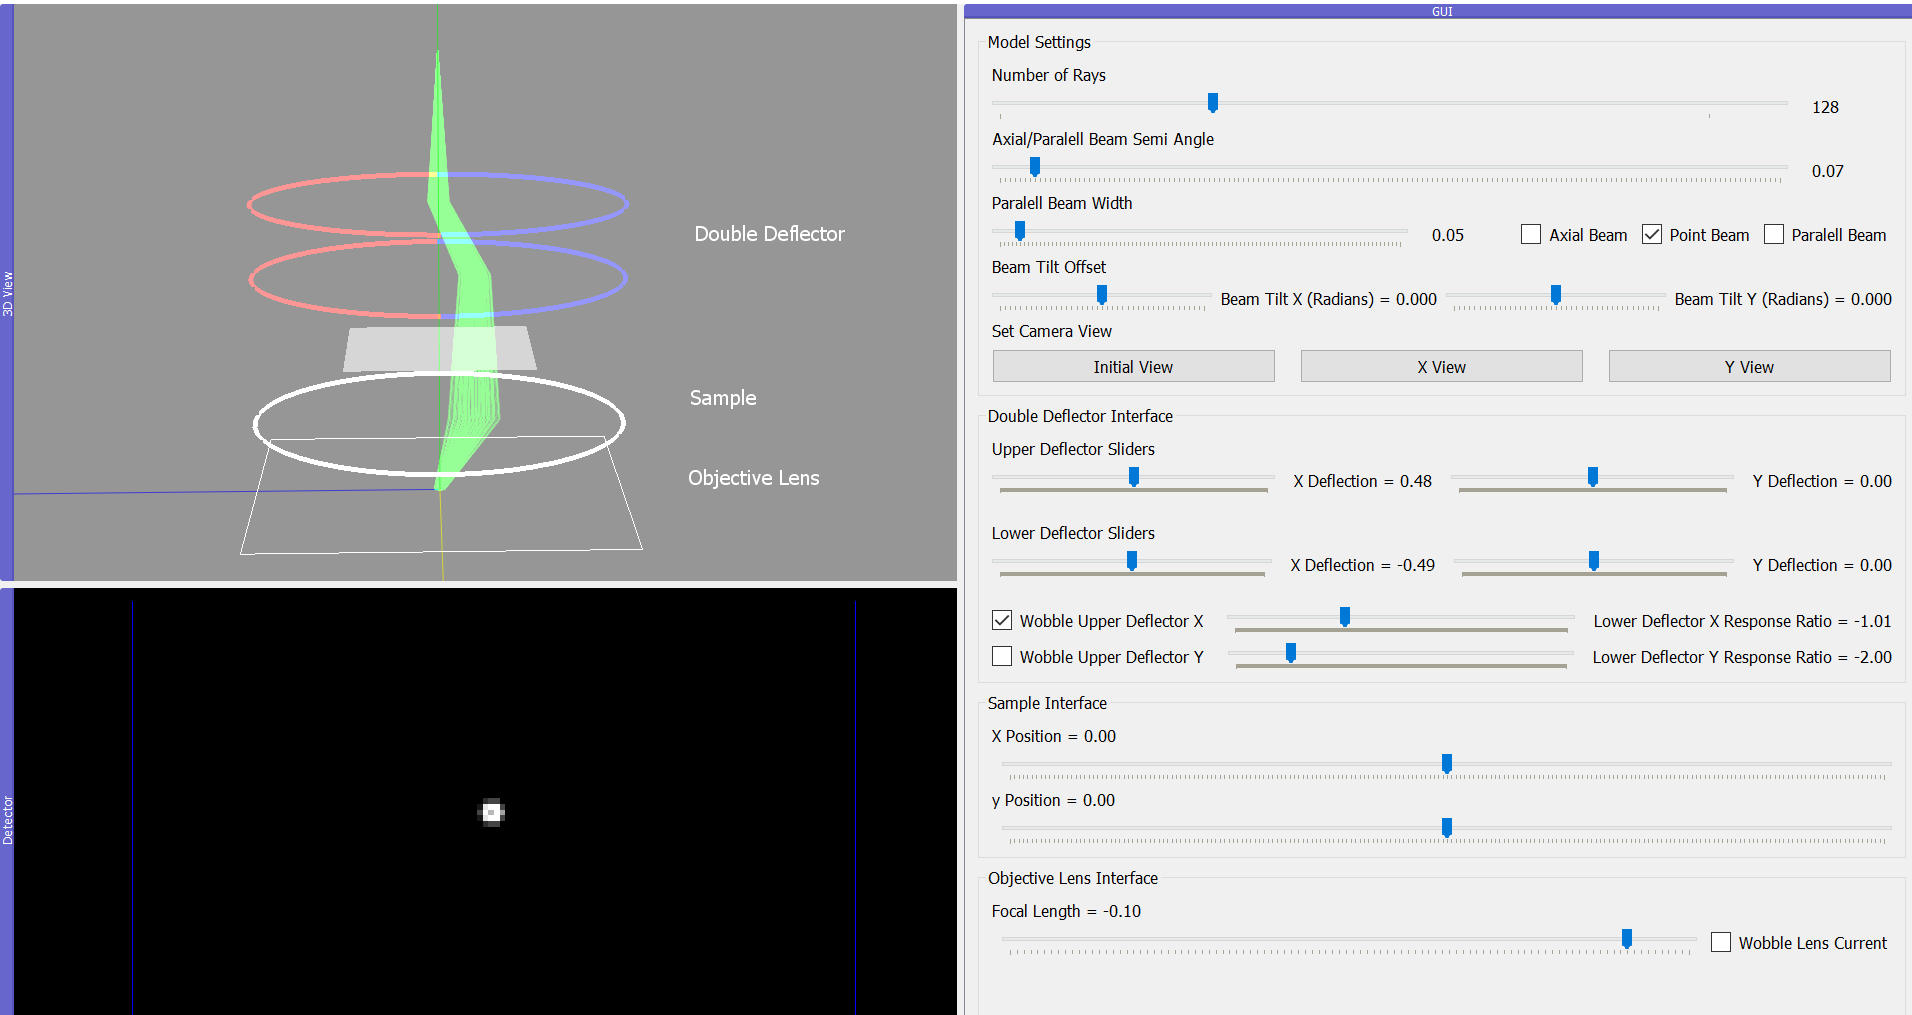 3D View
Double Deflector
Sample
Objective Lens
Detector
GUI
Model Settings
Number of Rays
128
Axial/Paralell Beam Semi Angle
0.07
Paralell Beam Width
0.05
Axial Beam
Point Beam
Paralell Beam
Beam Tilt Offset
Beam Tilt X (Radians) = 0.000
Beam Tilt Y (Radians) = 0.000
Set Camera View
Initial View
X View
Y View
Double Deflector Interface
Upper Deflector Sliders
X Deflection = 0.48
Y Deflection = 0.00
Lower Deflector Sliders
X Deflection = -0.49
Y Deflection = 0.00
Wobble Upper Deflector X
Lower Deflector X Response Ratio = -1.01
Wobble Upper Deflector Y
Lower Deflector Y Response Ratio = -2.00
Sample Interface
X Position = 0.00
y Position = 0.00
Objective Lens Interface
Focal Length = -0.10
Wobble Lens Current